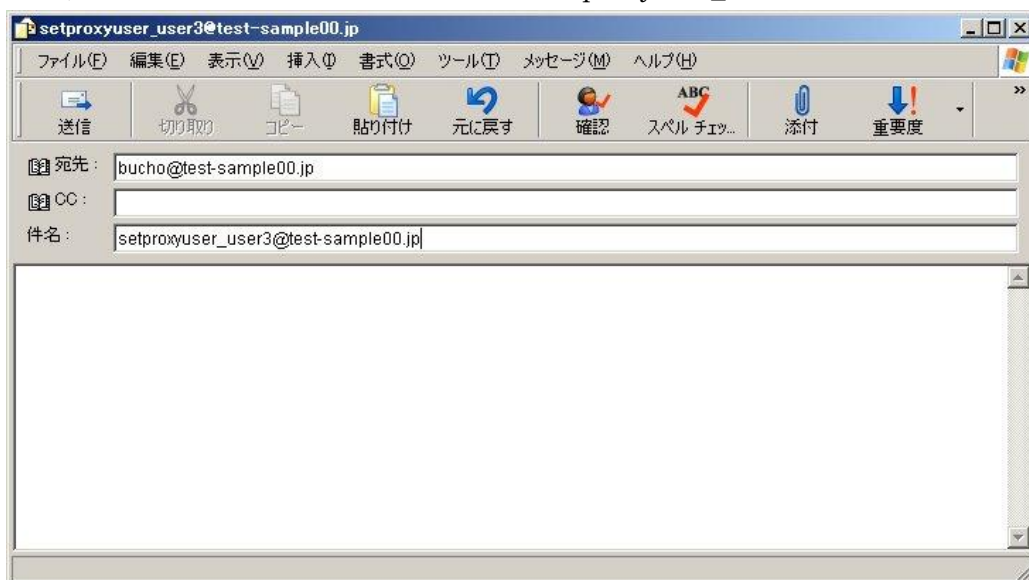 setproxyuser_user3@test-sample00.jp
ファイル(F) 編集(E) 表示(V) 挿入(I) 書式(O) ツール(T) メッセージ(M) ヘルプ(H)
ABC
送信 切り取り コピー 貼り付け 元に戻す 確認 スペル チェッ... 添付 重要度 »
宛先: bucho@test-sample00.jp
CC:
件名: setproxyuser_user3@test-sample00.jp